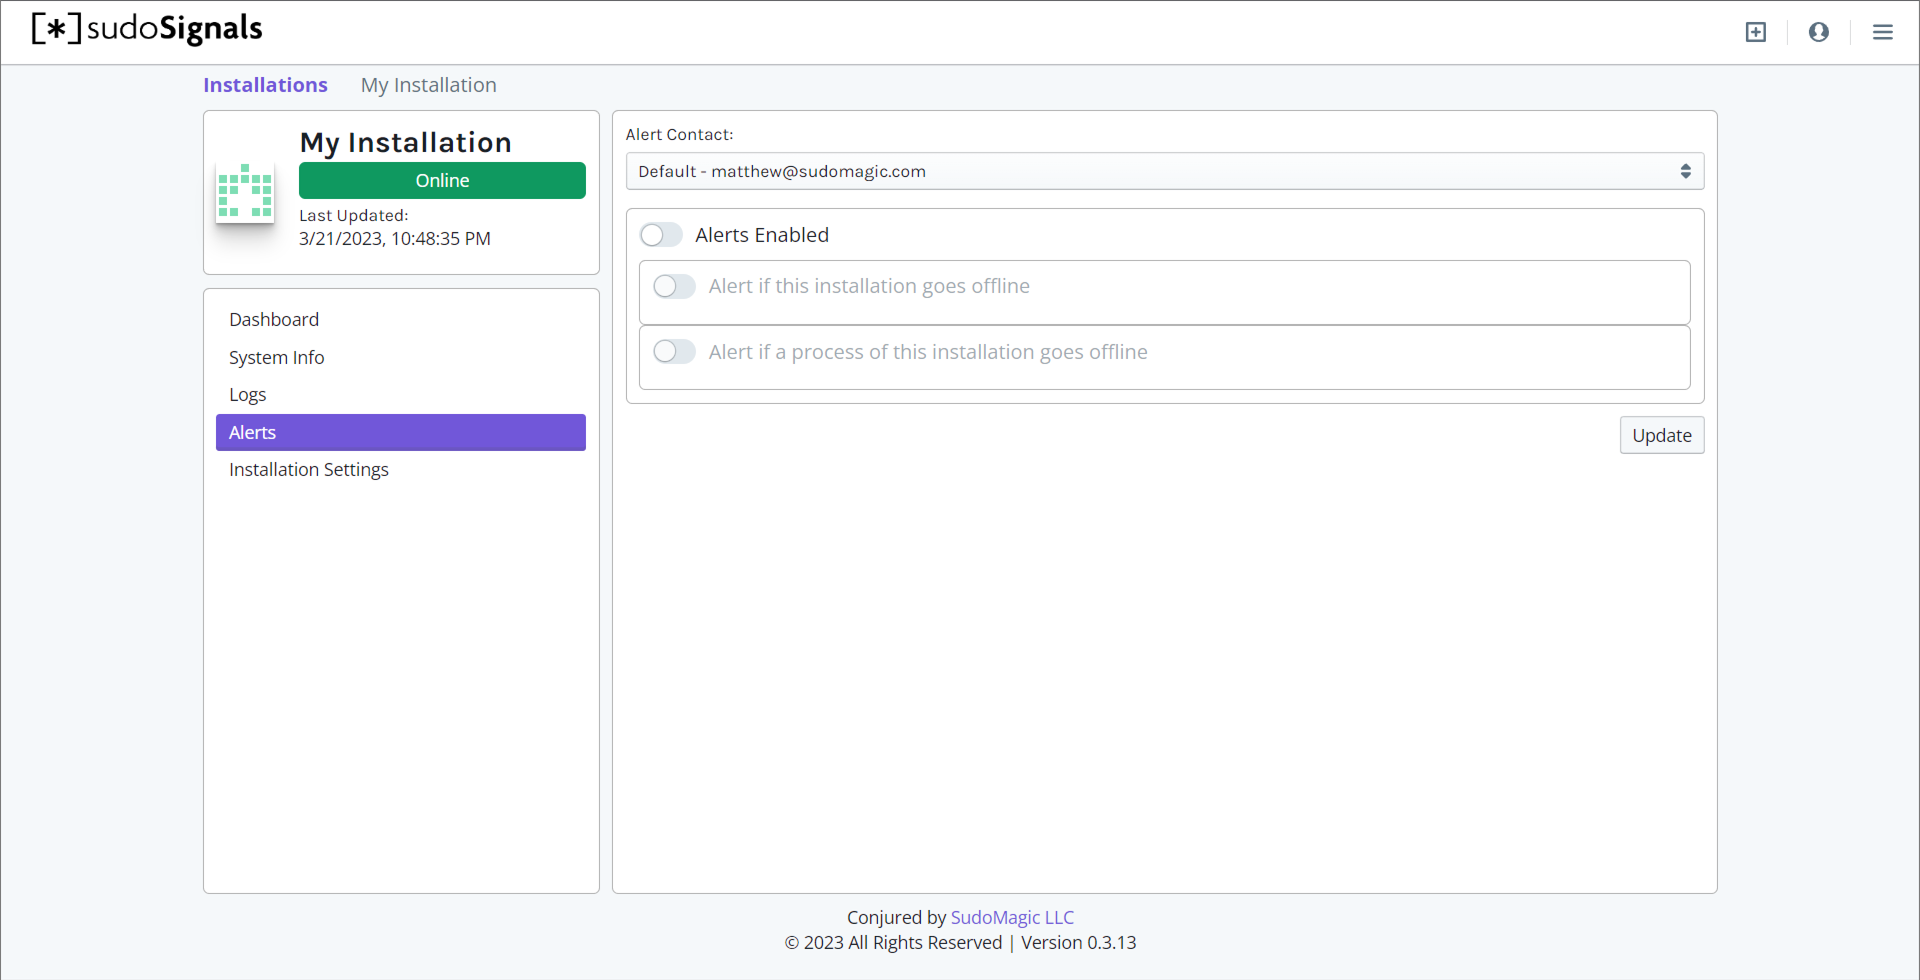 [*]sudoSignals
Installations My Installation
My Installation
Online
Last Updated:
3/21/2023, 10:48:35 PM
Dashboard
System Info
Logs
Alerts
Installation Settings
Alert Contact:
Default - matthew@sudomagic.com
Alerts Enabled
Alert if this installation goes offline
Alert if a process of this installation goes offline
Update
Conjured by SudoMagic LLC
© 2023 All Rights Reserved | Version 0.3.13